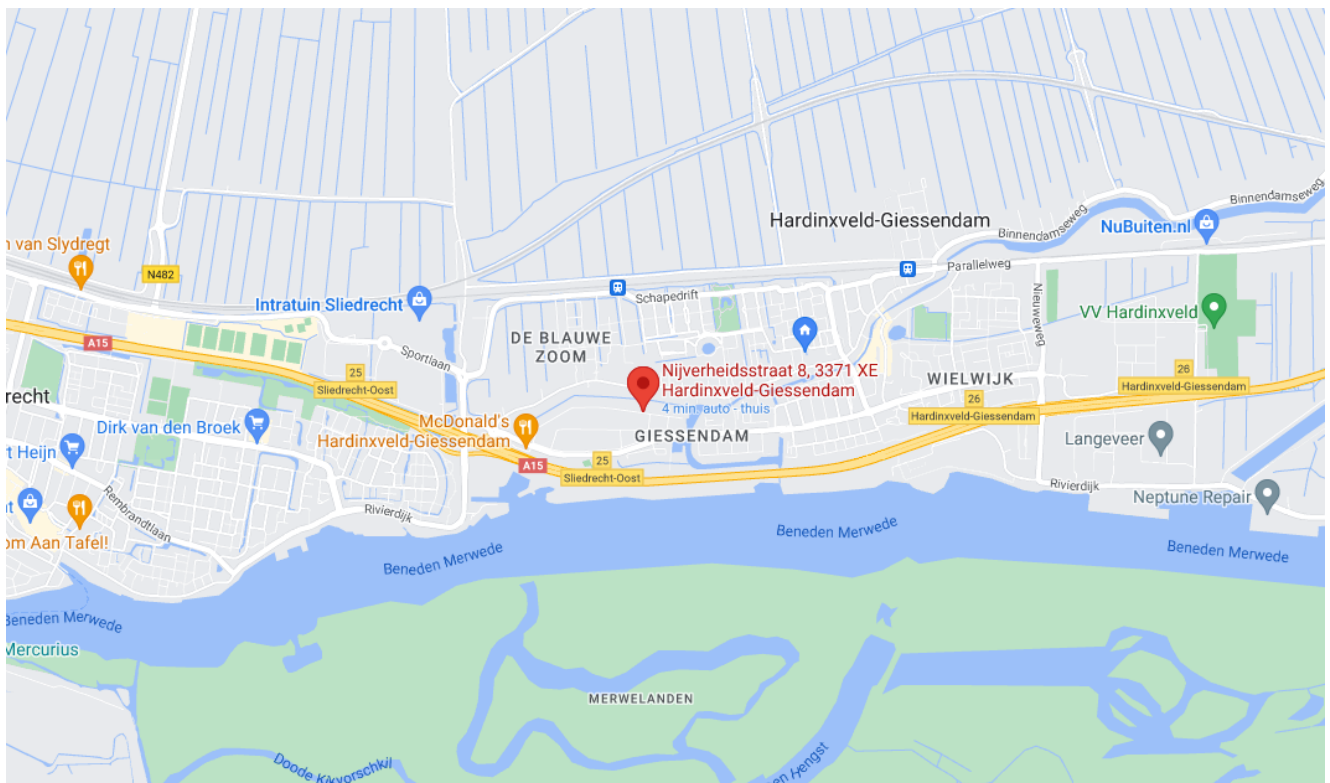 Hardinxveld-Giessendam
Binnendamseweg
Binnendamseweg
NuBuiten.nl
n van Slydregt
N482
Parallelweg
Intratuin Sliedrecht
Schapedrift
Nieuweweg
VV Hardinxveld
A15
Sportlaan
DE BLAUWE
ZOOM
25
Sliedrecht-Oost
Nijverheidsstraat 8, 3371 XE
Hardinxveld-Giessendam
4 min. auto - thuis
WIELWIJK
26
Hardinxveld-Giessendam
26
Hardinxveld-Giessendam
recht
McDonald's
Hardinxveld-Giessendam
Dirk van den Broek
GIESSENDAM
Langeveer
rt Heijn
A15
25
Sliedrecht-Oost
Rembrandtlaan
Rivierdijk
Rivierdijk
Neptune Repair
nt
om Aan Tafel!
Beneden Merwede
Beneden Merwede
Beneden Merwede
Beneden Merwede
Mercurius
MERWELANDEN
Doode Kikvorschkil
en Hengst